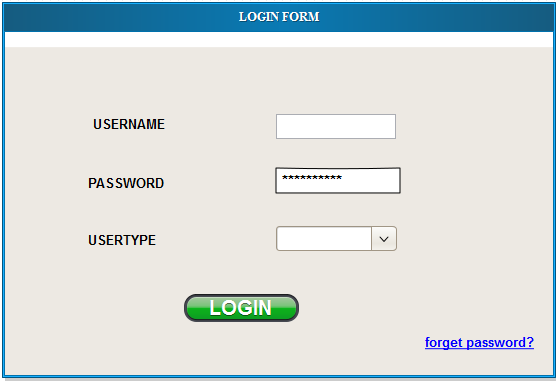 LOGIN FORM
USERNAME
PASSWORD
**********
USERTYPE
LOGIN
forget password?